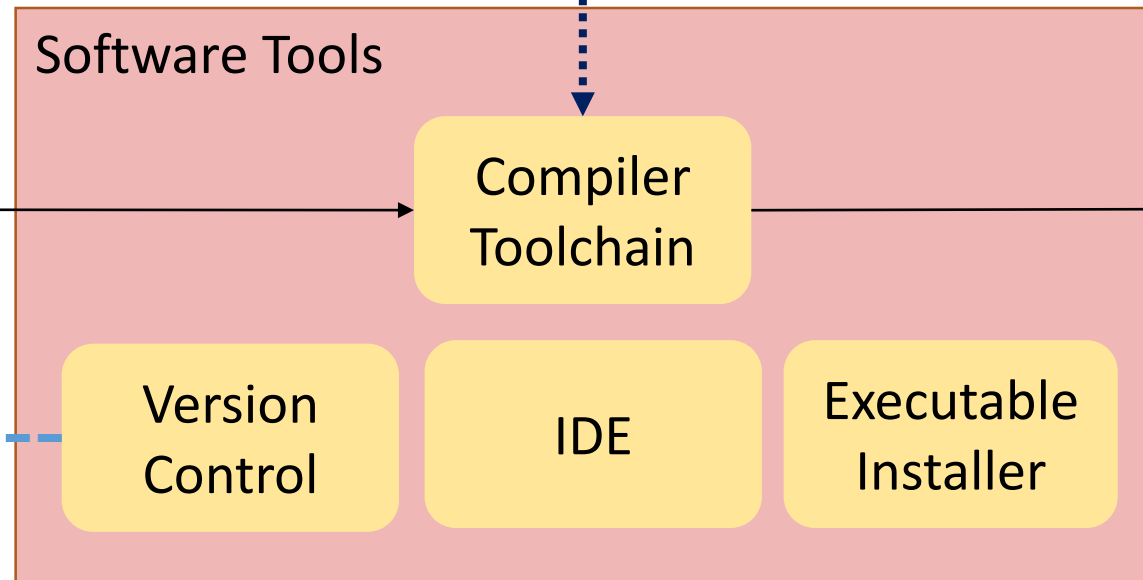 Software Tools
Compiler
Toolchain
Version
Control
IDE
Executable
Installer